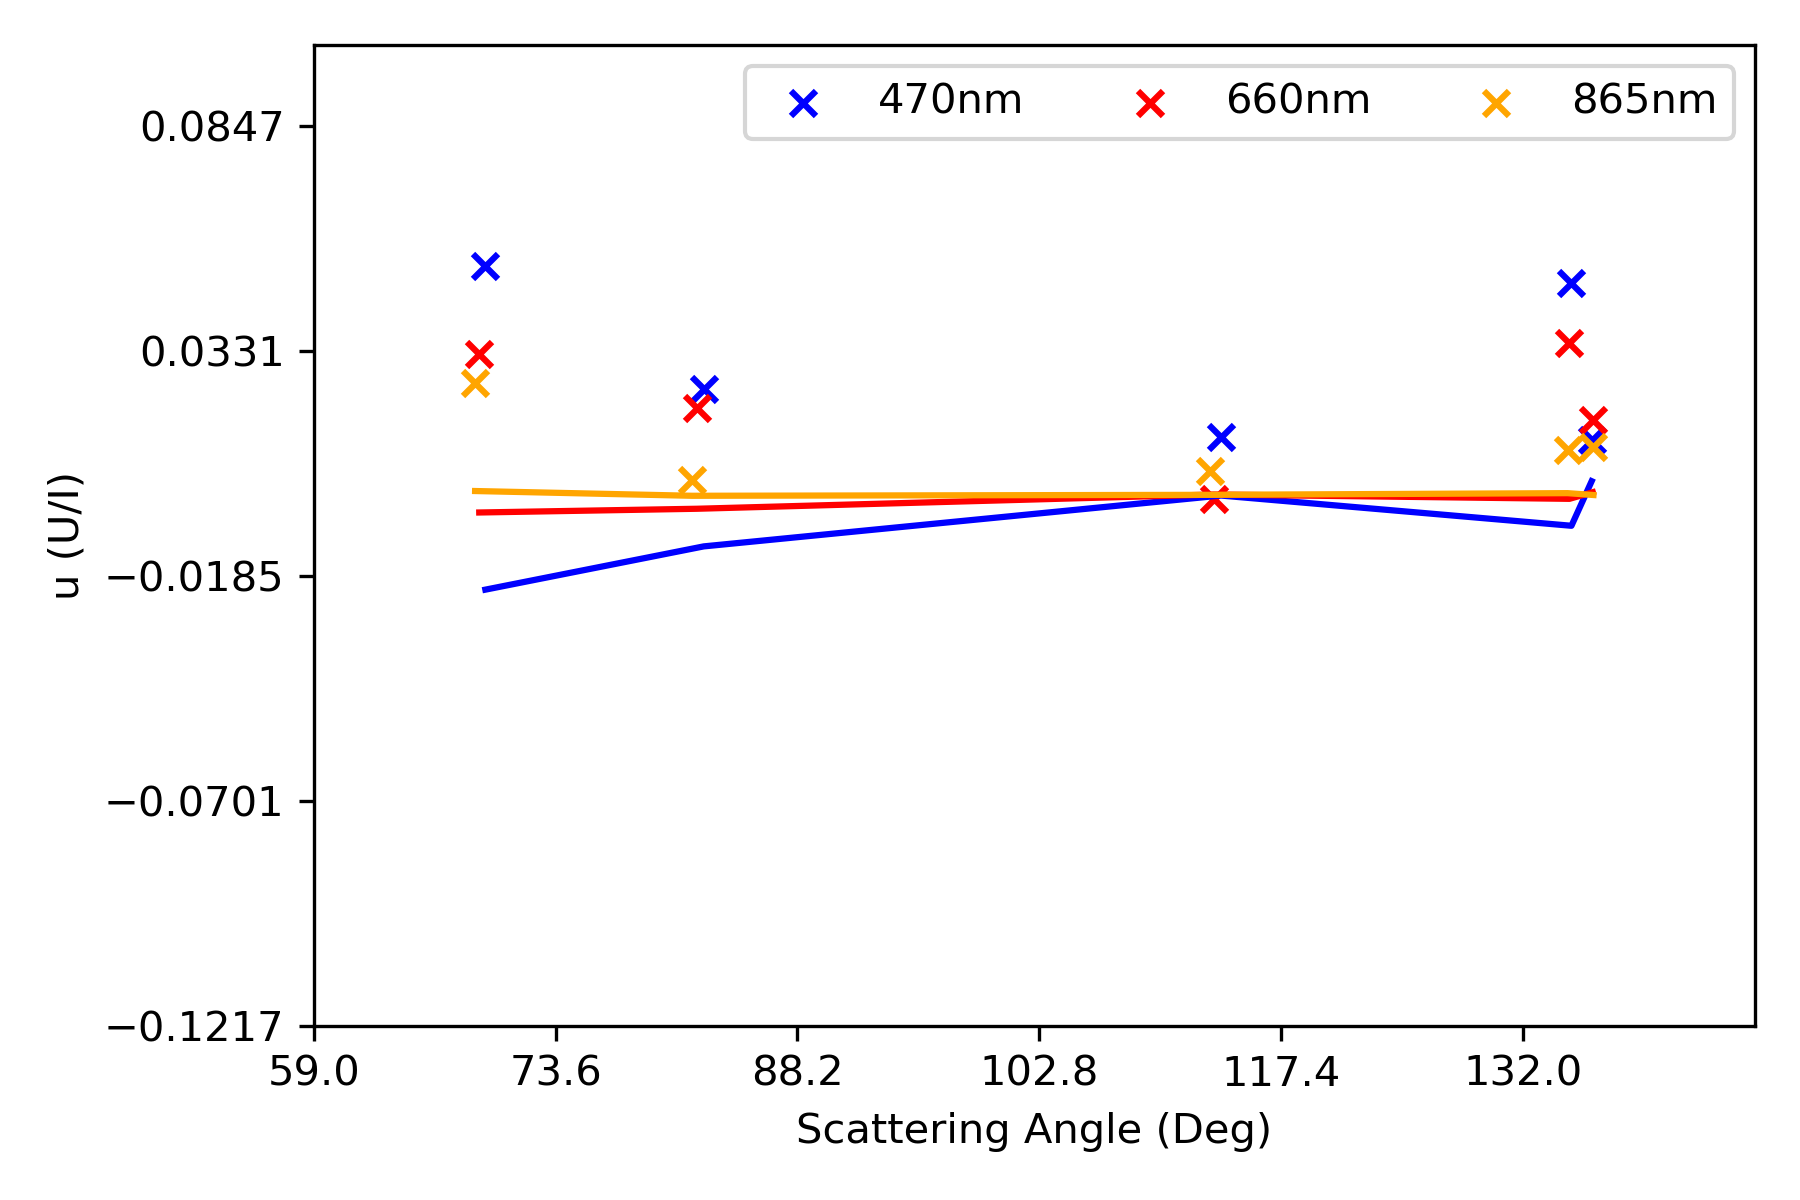 470nm 660nm 865nm
0.0847
0.0331
−0.0185
−0.0701
−0.1217
u (U/I)
59.0 73.6 88.2 102.8 117.4 132.0
Scattering Angle (Deg)